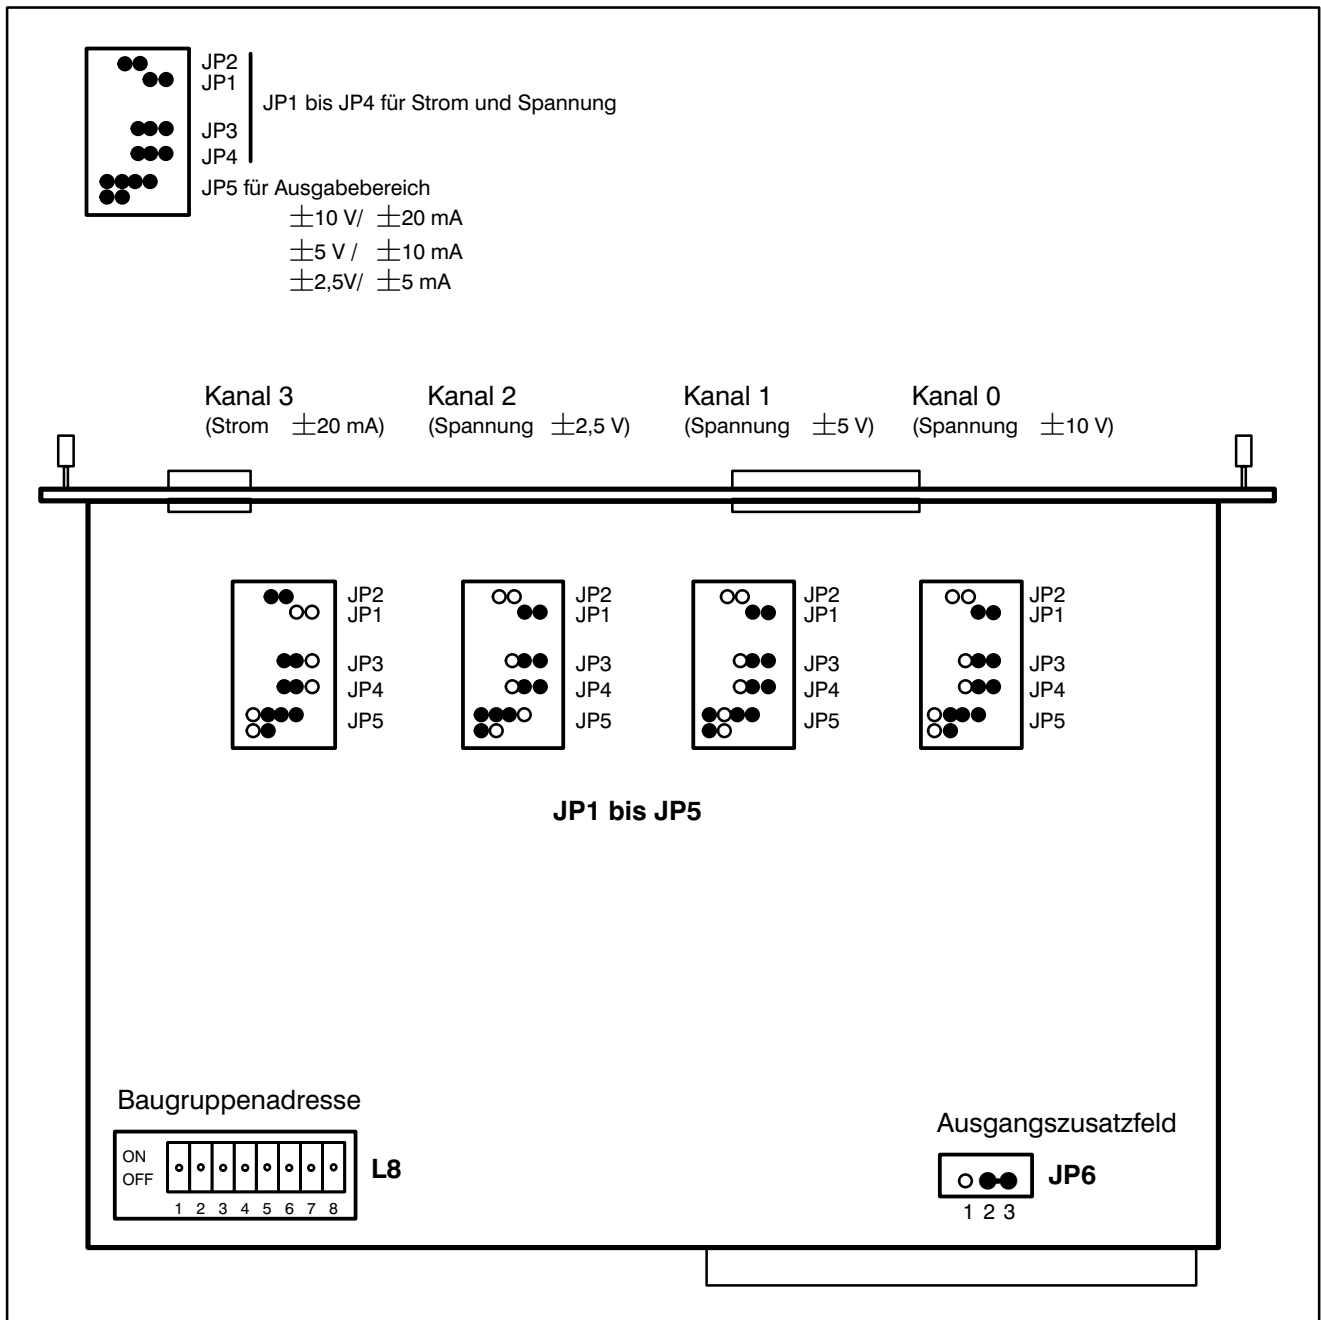 JP2
JP1
JP1 bis JP4 für Strom und Spannung
JP3
JP4
JP5 für Ausgabebereich
±10 V/ ±20 mA
±5 V / ±10 mA
±2,5V/ ±5 mA
Kanal 3 Kanal 2 Kanal 1 Kanal 0
(Strom ±20 mA) (Spannung ±2,5 V) (Spannung ±5 V) (Spannung ±10 V)
JP2 JP2 JP2 JP2
JP1 JP1 JP1 JP1
JP3 JP3 JP3 JP3
JP4 JP4 JP4 JP4
JP5 JP5 JP5 JP5
JP1 bis JP5
Baugruppenadresse
ON
OFF
L8
1 2 3 4 5 6 7 8
Ausgangszusatzfeld
JP6
1 2 3